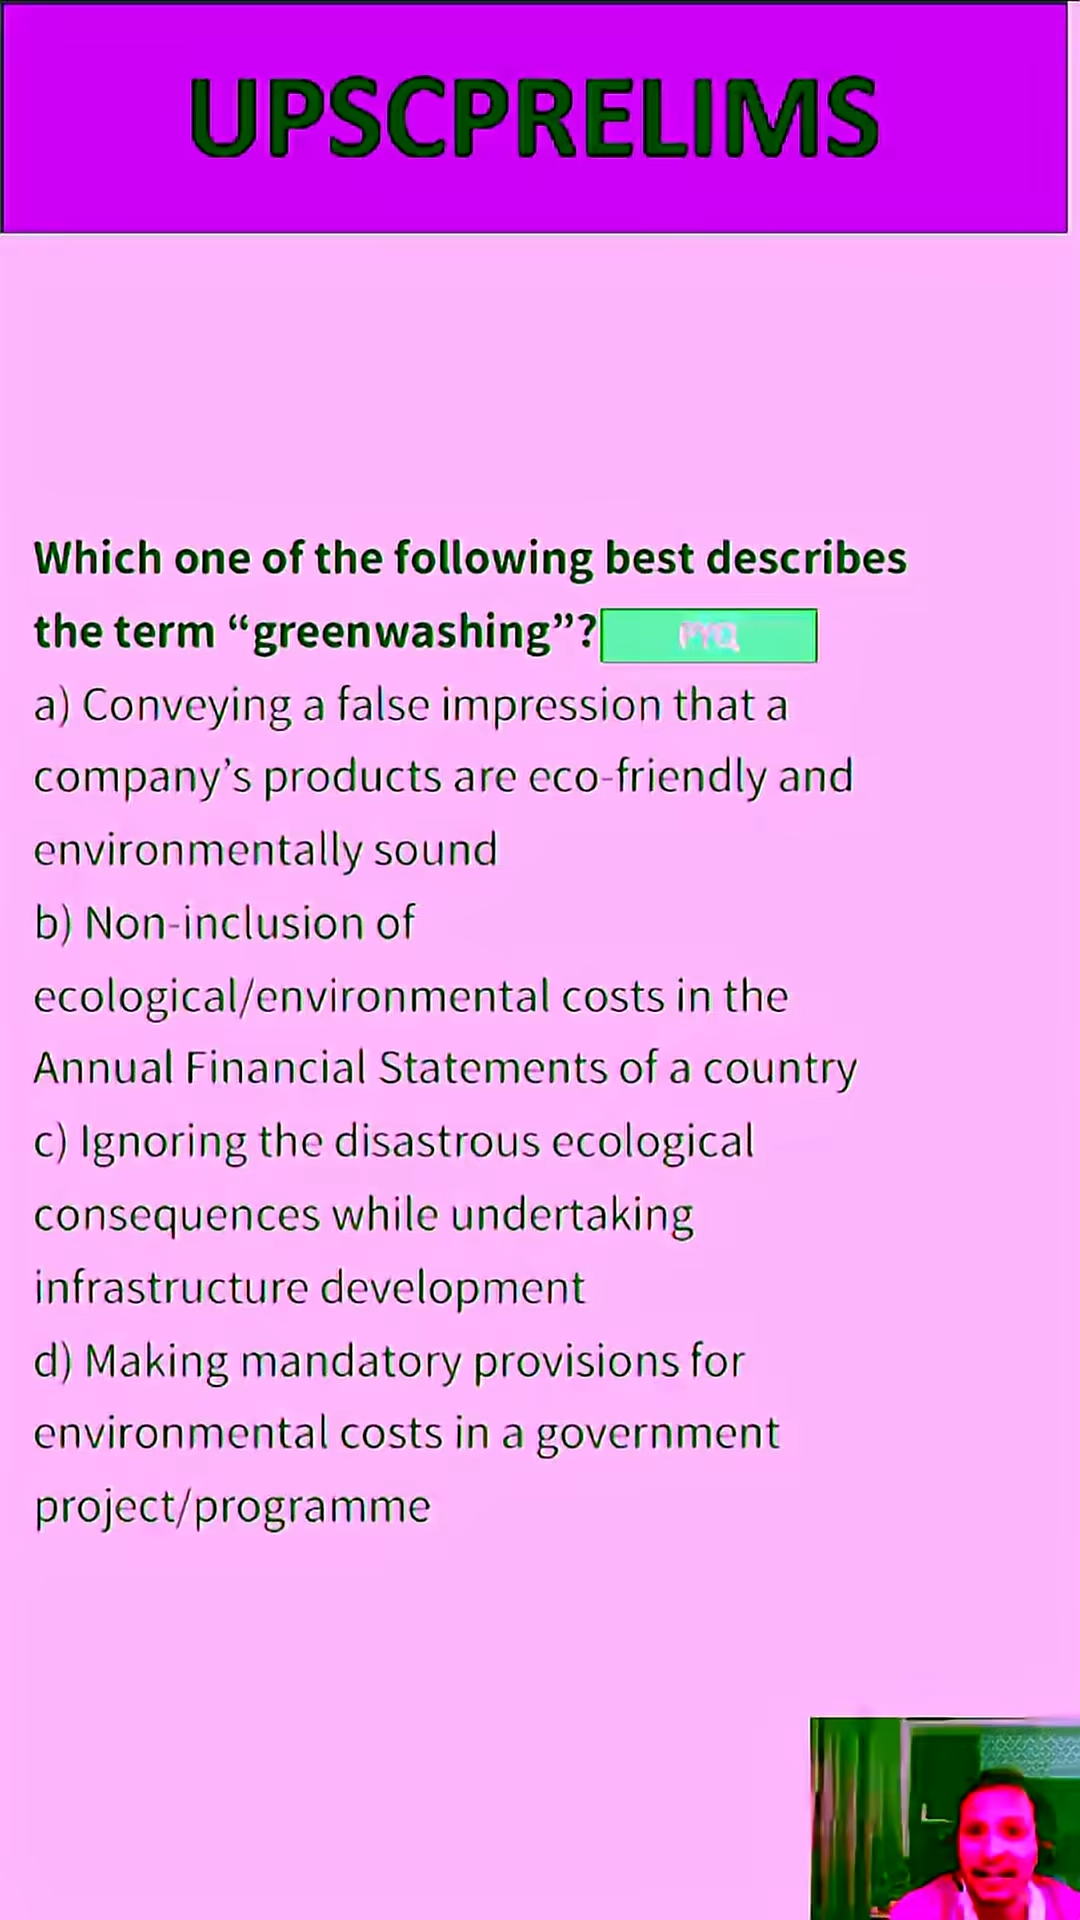 UPSCPRELIMS
Which one of the following best describes
the term “greenwashing”? PYQ
a) Conveying a false impression that a
company’s products are eco-friendly and
environmentally sound
b) Non-inclusion of
ecological/environmental costs in the
Annual Financial Statements of a country
c) Ignoring the disastrous ecological
consequences while undertaking
infrastructure development
d) Making mandatory provisions for
environmental costs in a government
project/programme